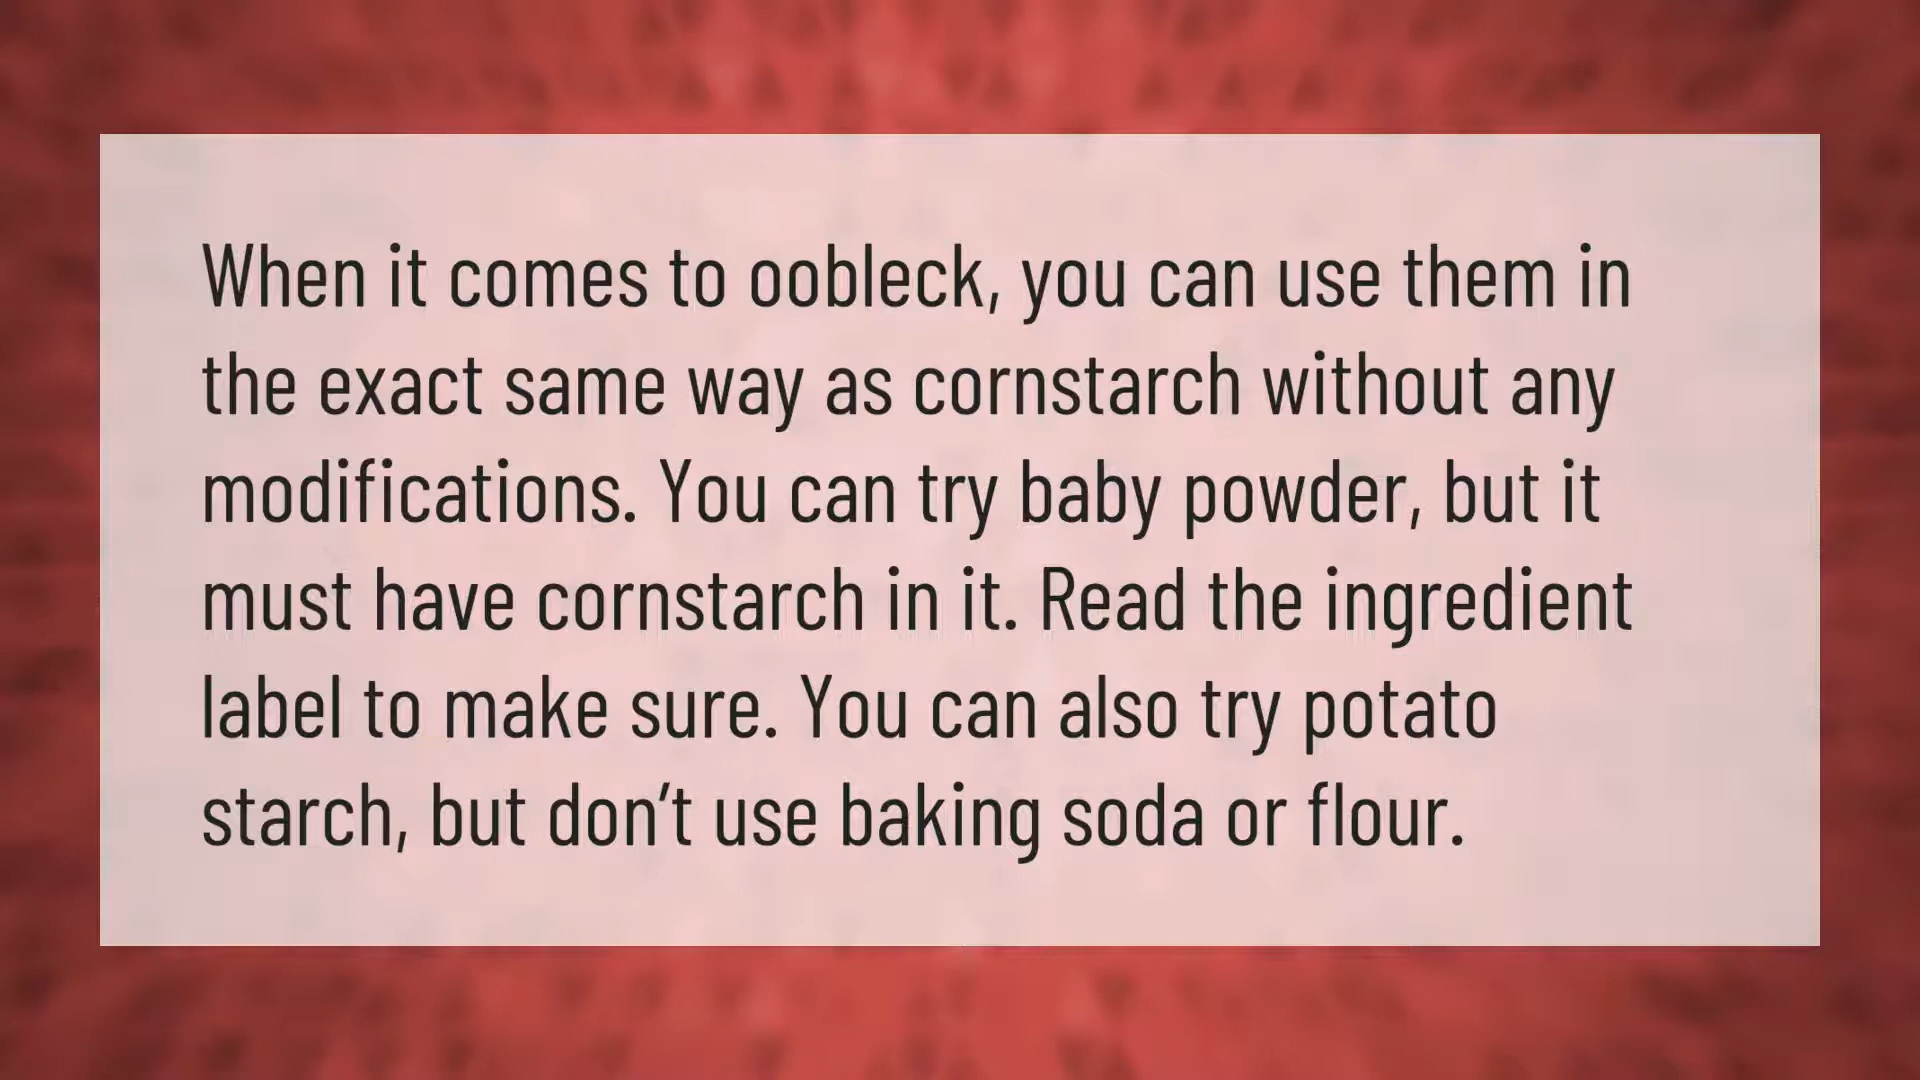 When it comes to oobleck, you can use them in
the exact same way as cornstarch without any
modifications. You can try baby powder, but it
must have cornstarch in it. Read the ingredient
label to make sure. You can also try potato
starch, but don’t use baking soda or flour.